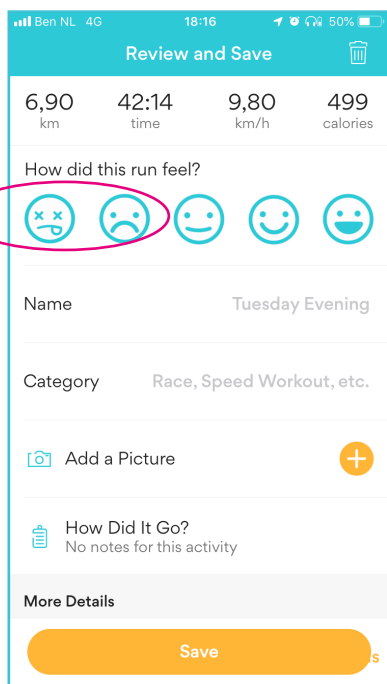 Ben NL 4G 18:16 50%
Review and Save
6,90 42:14 9,80 499
km time km/h calories
How did this run feel?
Name Tuesday Evening
Category Race, Speed Workout, etc.
Add a Picture
How Did It Go?
No notes for this activity
More Details
Save
s